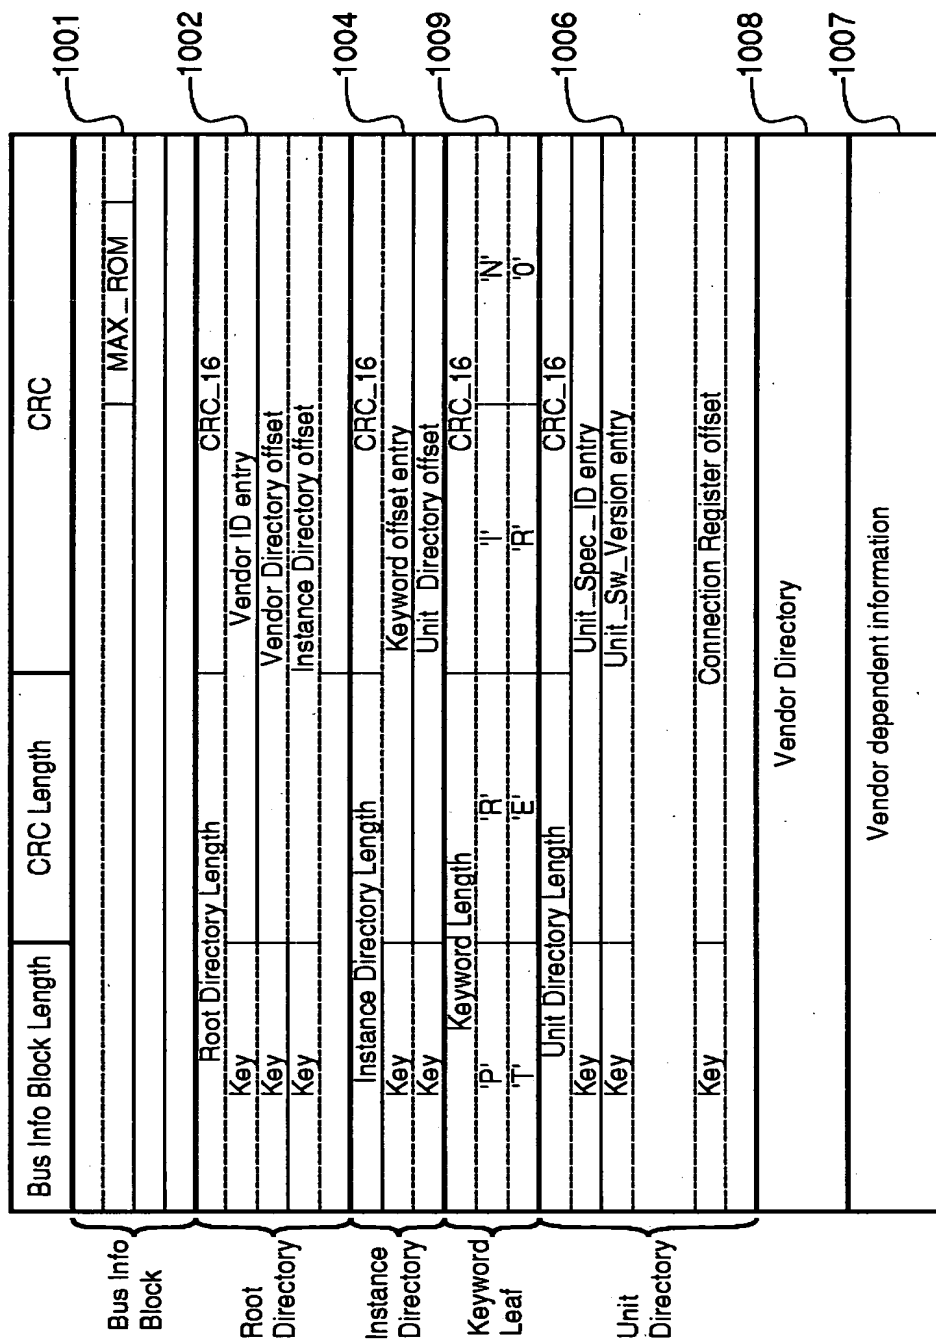 Bus Info Block Length CRC Length CRC
Bus Info
Block
MAX_ROM
1001
Root
Directory
Root Directory Length CRC_16
1002
Key Vendor ID entry
Key Vendor Directory offset
Key Instance Directory offset
Instance
Directory
Instance Directory Length CRC_16
1004
Key Keyword offset entry
Key Unit_Directory offset
Keyword
Leaf
Keyword Length CRC_16
1009
'P' 'R' 'I' 'N'
'T' 'E' 'R' '0'
Unit
Directory
Unit Directory Length CRC_16
1006
Key Unit_Spec_ID entry
Key Unit_Sw_Version entry
Key Connection Register offset
Vendor Directory
1008
Vendor dependent information
1007